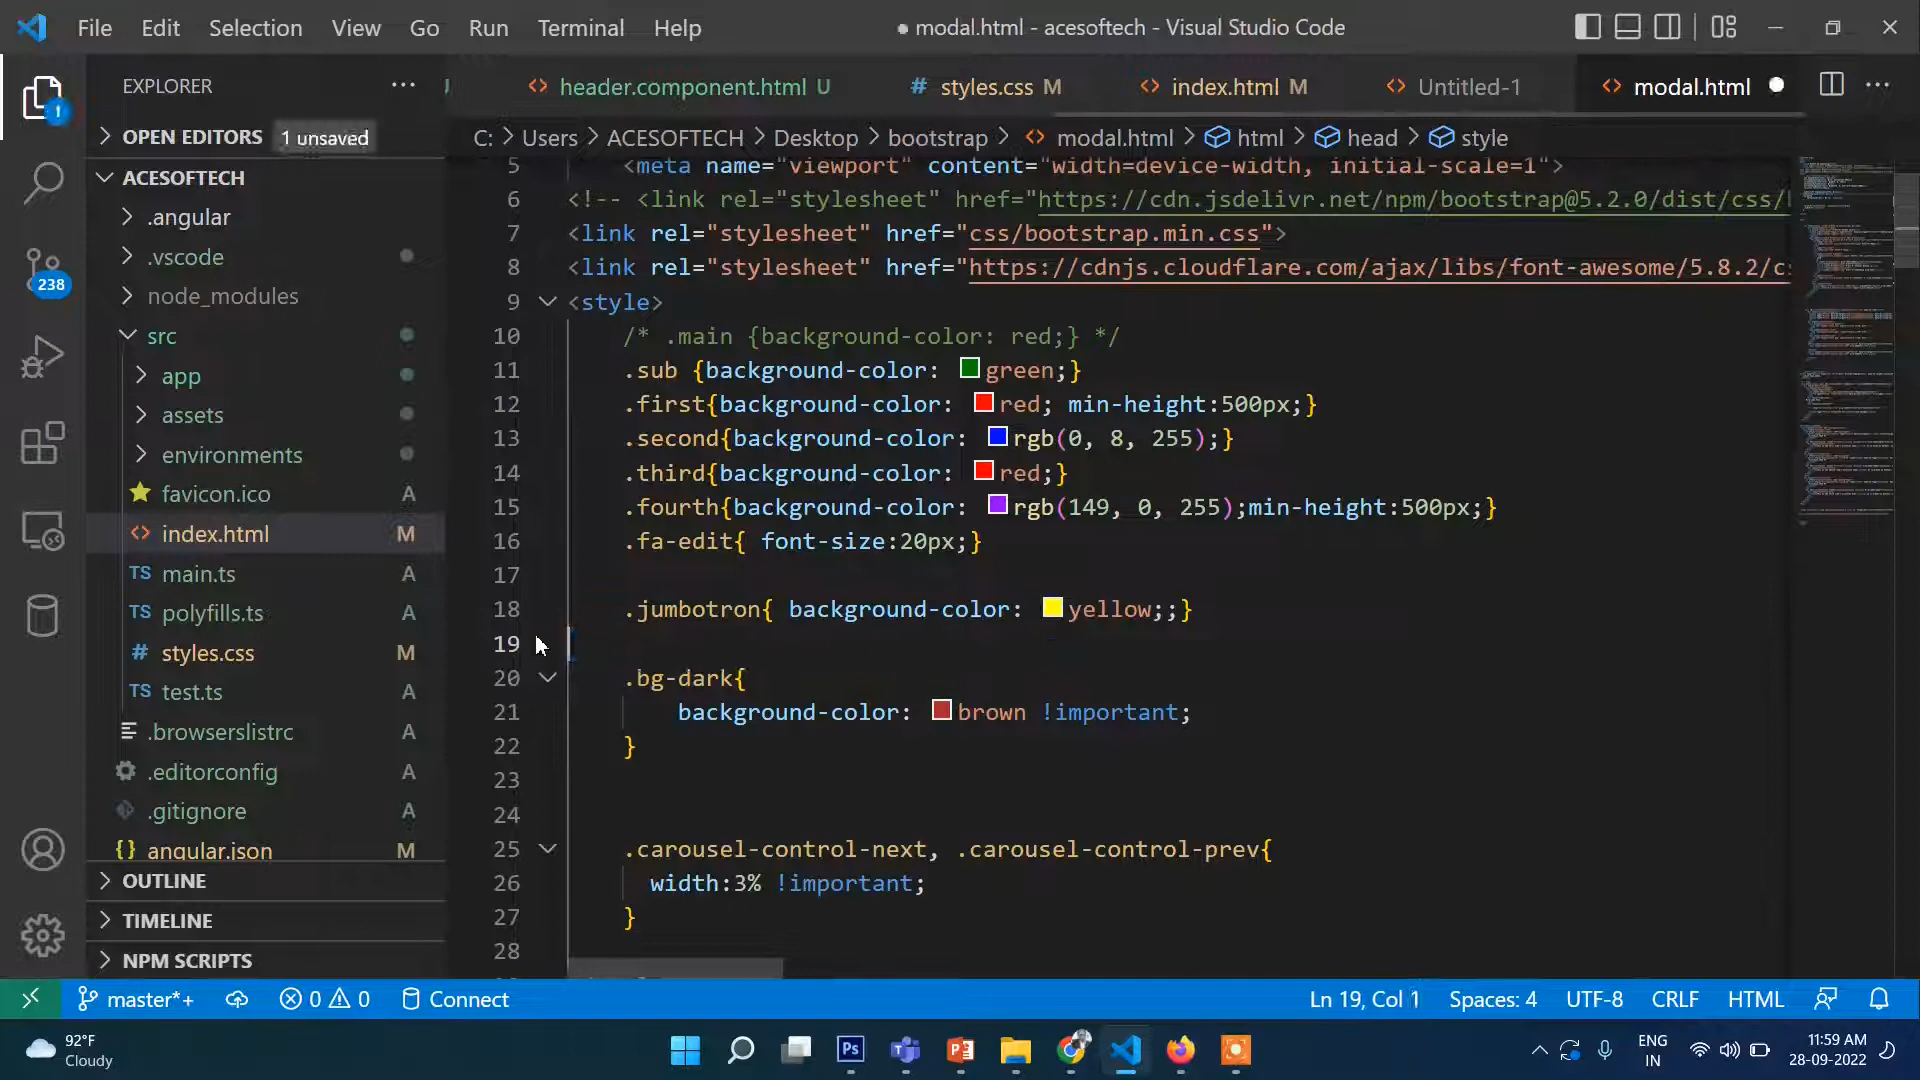 File Edit Selection View Go Run Terminal Help
● modal.html - acesoftech - Visual Studio Code
EXPLORER
header.component.html U
# styles.css M
index.html M
Untitled-1
modal.html
OPEN EDITORS 1 unsaved
C: > Users > ACESOFTECH > Desktop > bootstrap > modal.html > html > head > style
ACESOFTECH
.angular
.vscode
node_modules
src
app
assets
environments
favicon.ico A
index.html M
TS main.ts A
TS polyfills.ts A
# styles.css M
TS test.ts A
.browserslistrc A
.editorconfig A
.gitignore A
{} angular.json M
OUTLINE
TIMELINE
NPM SCRIPTS
1
238
5 <meta name="viewport" content="width=device-width, initial-scale=1">
6 <!-- <link rel="stylesheet" href="https://cdn.jsdelivr.net/npm/bootstrap@5.2.0/dist/css/
7 <link rel="stylesheet" href="css/bootstrap.min.css">
8 <link rel="stylesheet" href="https://cdnjs.cloudflare.com/ajax/libs/font-awesome/5.8.2/cs
9 <style>
10 /* .main {background-color: red;} */
11 .sub {background-color: green;}
12 .first{background-color: red; min-height:500px;}
13 .second{background-color: rgb(0, 8, 255);}
14 .third{background-color: red;}
15 .fourth{background-color: rgb(149, 0, 255);min-height:500px;}
16 .fa-edit{ font-size:20px;}
17
18 .jumbotron{ background-color: yellow;;}
19
20 .bg-dark{
21 background-color: brown !important;
22 }
23
24
25 .carousel-control-next, .carousel-control-prev{
26 width:3% !important;
27 }
28
master*+ 0 0 Connect
Ln 19, Col 1 Spaces: 4 UTF-8 CRLF HTML
92°F
Cloudy
Ps
ENG
IN
11:59 AM
28-09-2022